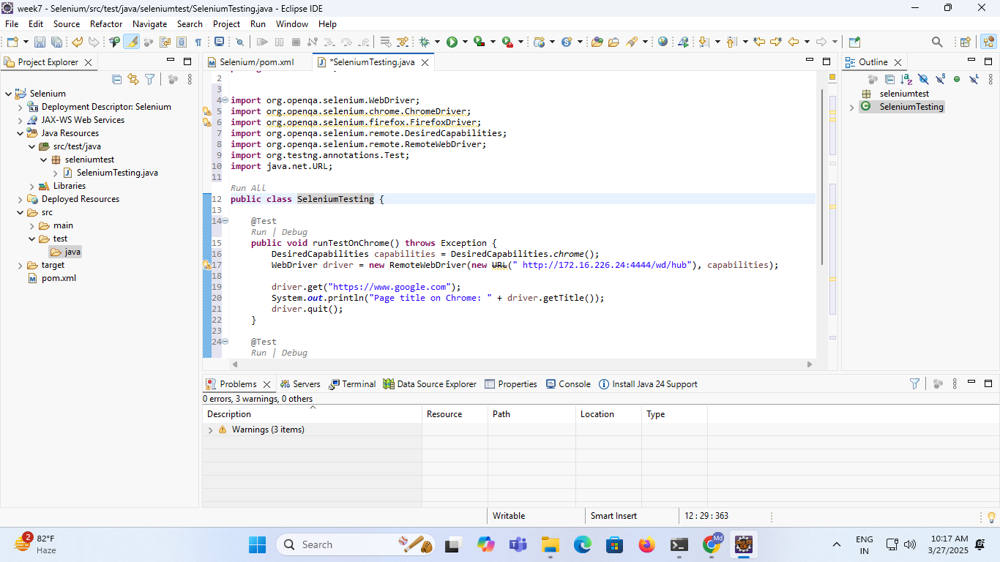 week7 - Selenium/src/test/java/seleniumtest/SeleniumTesting.java - Eclipse IDE
File Edit Source Refactor Navigate Search Project Run Window Help
Project Explorer
Selenium
Deployment Descriptor: Selenium
JAX-WS Web Services
Java Resources
src/test/java
seleniumtest
SeleniumTesting.java
Libraries
Deployed Resources
src
main
test
java
target
pom.xml
Selenium/pom.xml
*SeleniumTesting.java
2
3
4 import org.openqa.selenium.WebDriver;
5 import org.openqa.selenium.chrome.ChromeDriver;
6 import org.openqa.selenium.firefox.FirefoxDriver;
7 import org.openqa.selenium.remote.DesiredCapabilities;
8 import org.openqa.selenium.remote.RemoteWebDriver;
9 import org.testng.annotations.Test;
10 import java.net.URL;
11
Run All
12 public class SeleniumTesting {
13
14 @Test
Run | Debug
15 public void runTestOnChrome() throws Exception {
16 DesiredCapabilities capabilities = DesiredCapabilities.chrome();
17 WebDriver driver = new RemoteWebDriver(new URL(" http://172.16.226.24:4444/wd/hub"), capabilities);
18
19 driver.get("https://www.google.com");
20 System.out.println("Page title on Chrome: " + driver.getTitle());
21 driver.quit();
22 }
23
24 @Test
Run | Debug
Outline
seleniumtest
SeleniumTesting
Problems Servers Terminal Data Source Explorer Properties Console Install Java 24 Support
0 errors, 3 warnings, 0 others
Description Resource Path Location Type
Warnings (3 items)
Writable Smart Insert 12 : 29 : 363
2
82°F
Haze
Search
Md
ENG
IN
10:17 AM
3/27/2025